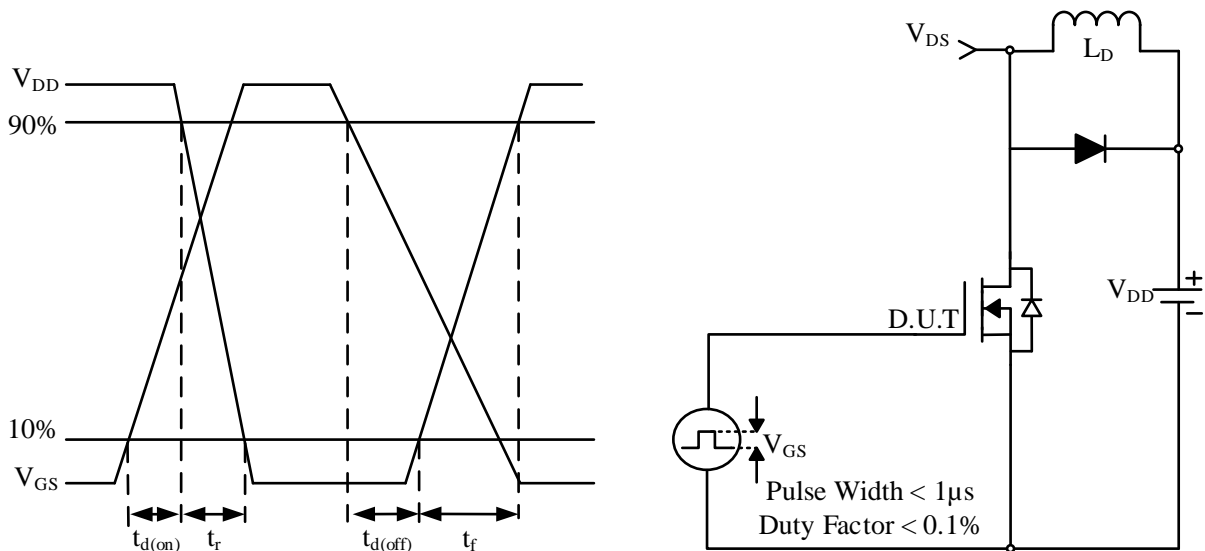 V_DD
90%
10%
V_GS
t_d(on)
t_r
t_d(off)
t_f
V_DS
L_D
V_DD
+
−
D.U.T
V_GS
Pulse Width < 1µs
Duty Factor < 0.1%